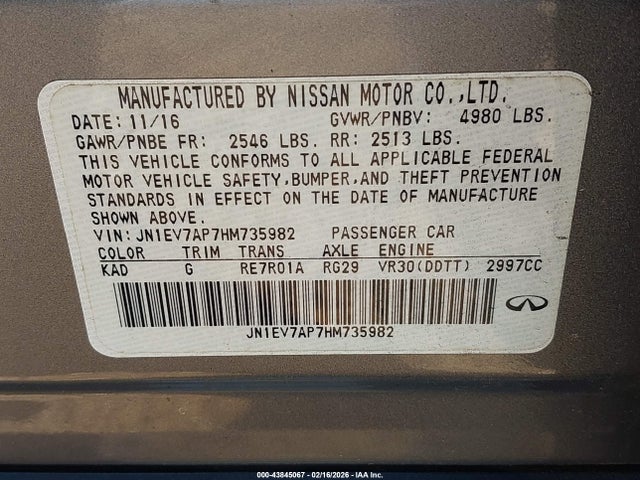 MANUFACTURED BY NISSAN MOTOR CO.,LTD.
DATE: 11/16 GVWR/PNBV: 4980 LBS.
GAWR/PNBE FR: 2546 LBS. RR: 2513 LBS.
THIS VEHICLE CONFORMS TO ALL APPLICABLE FEDERAL
MOTOR VEHICLE SAFETY,BUMPER,AND THEFT PREVENTION
STANDARDS IN EFFECT ON THE DATE OF MANUFACTURE
SHOWN ABOVE.
VIN: JN1EV7AP7HM735982 PASSENGER CAR
COLOR TRIM TRANS AXLE ENGINE
KAD G RE7R01A RG29 VR30(DDTT) 2997CC
JN1EV7AP7HM735982
000-43845067 - 02/16/2026 - IAA Inc.